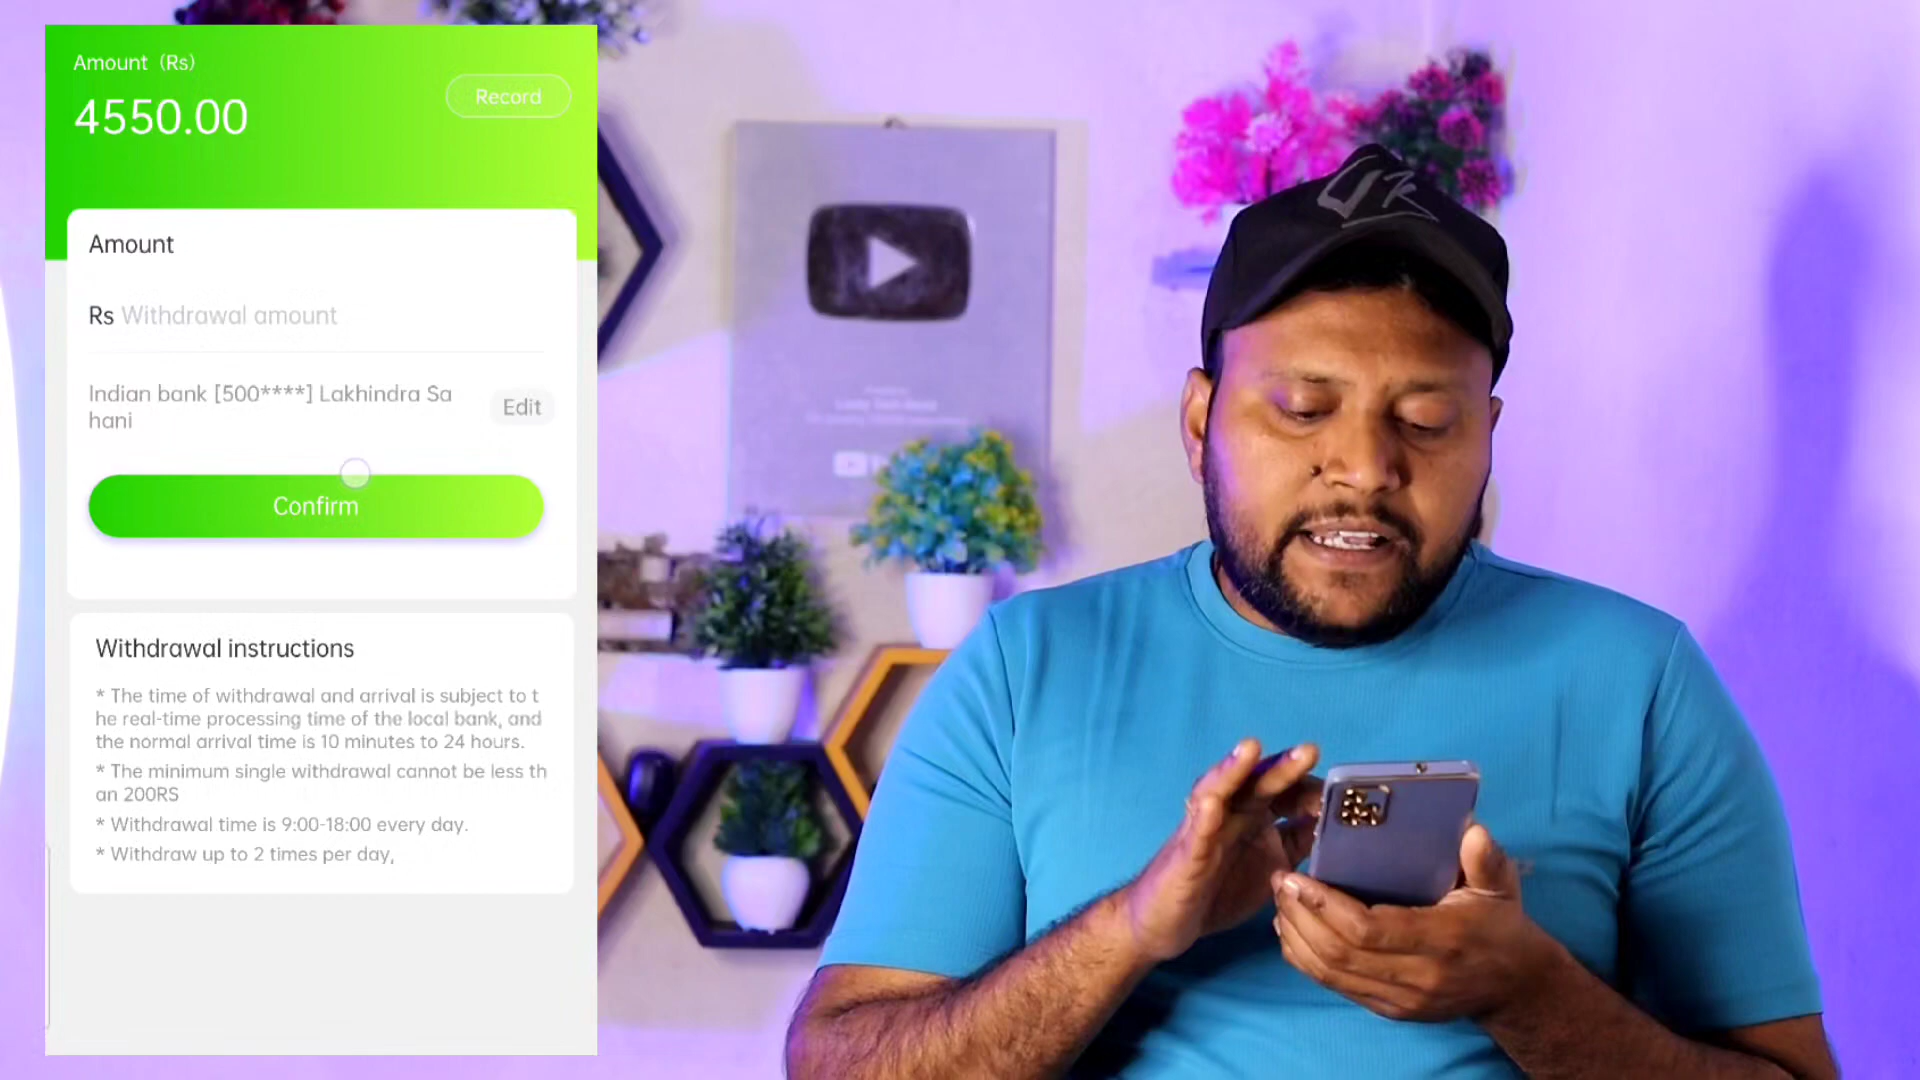 Amount (Rs)
4550.00
Record
Amount
Rs Withdrawal amount
Indian bank [500****] Lakhindra Sa
hani
Edit
Confirm
Withdrawal instructions
* The time of withdrawal and arrival is subject to t
he real-time processing time of the local bank, and
the normal arrival time is 10 minutes to 24 hours.
* The minimum single withdrawal cannot be less th
an 200RS
* Withdrawal time is 9:00-18:00 every day.
* Withdraw up to 2 times per day,